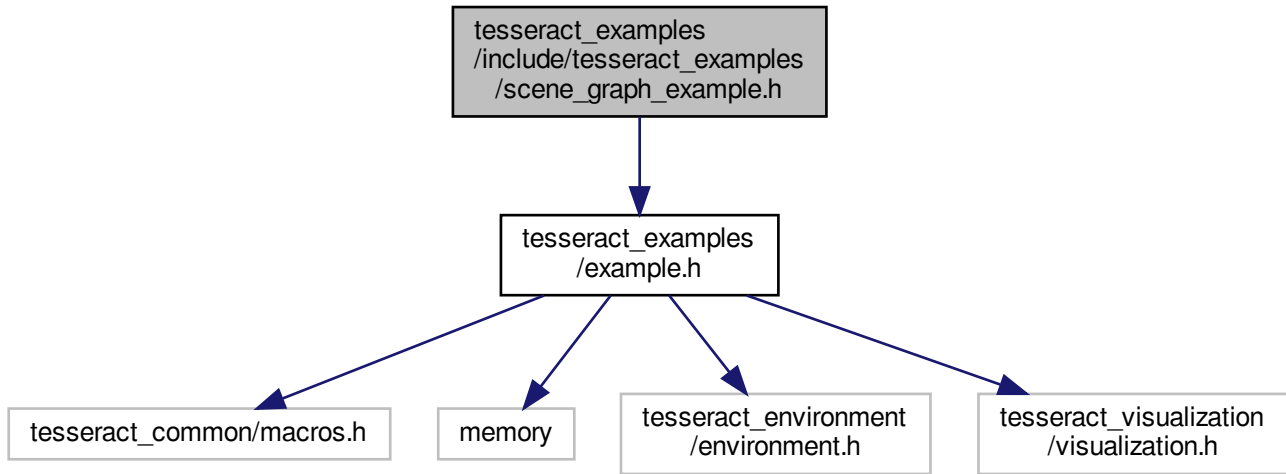 tesseract_examples
/include/tesseract_examples
/scene_graph_example.h
tesseract_examples
/example.h
tesseract_common/macros.h
memory
tesseract_environment
/environment.h
tesseract_visualization
/visualization.h